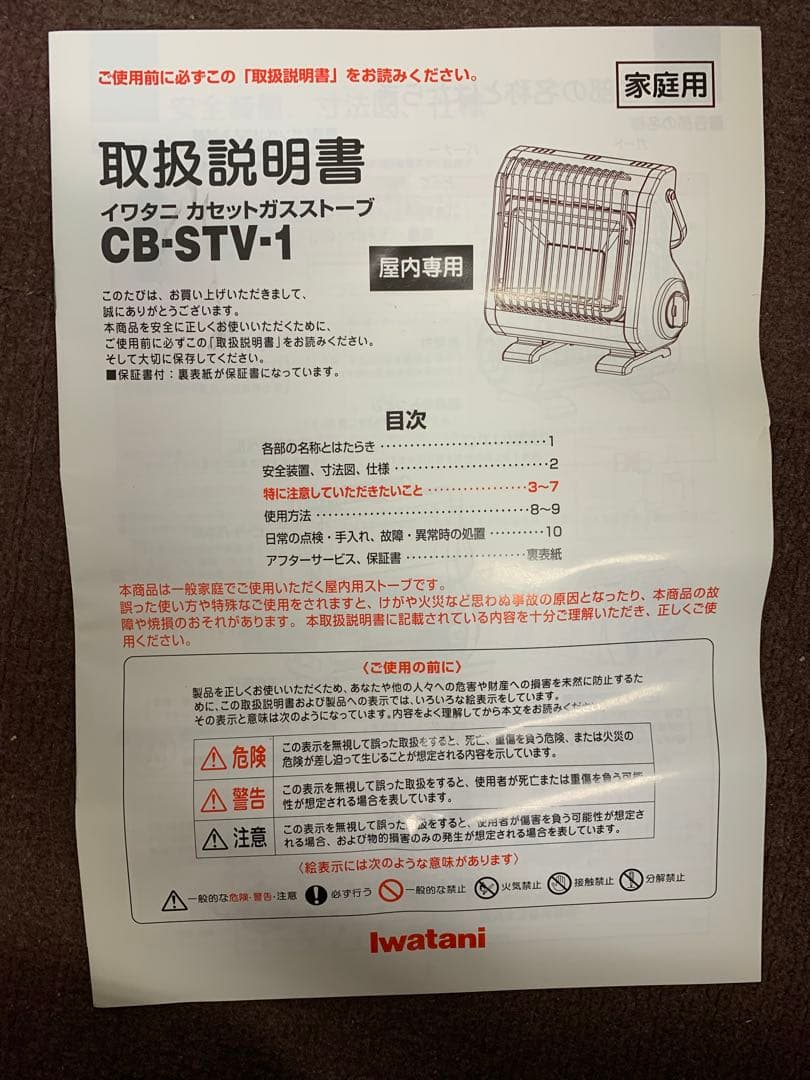 ご使用前に必ずこの「取扱説明書」をお読みください。
家庭用
取扱説明書
イワタニ カセットガスストーブ
CB-STV-1
屋内専用
このたびは、お買い上げいただきまして、
誠にありがとうございます。
本商品を安全に正しくお使いいただくために、
ご使用前に必ずこの「取扱説明書」をお読みください。
そして大切に保存してください。
■保証書付：裏表紙が保証書になっています。
目次
各部の名称とはたらき・・・・・・・・・・・・・・・・・・・・・・・・・・・1
安全装置、寸法図、仕様・・・・・・・・・・・・・・・・・・・・・・・・・2
特に注意していただきたいこと・・・・・・・・・・・・・・・・・3〜7
使用方法・・・・・・・・・・・・・・・・・・・・・・・・・・・・・・・・・・・8〜9
日常の点検・手入れ、故障・異常時の処置・・・・・・・・・・10
アフターサービス、保証書・・・・・・・・・・・・・・・・・・・裏表紙
本商品は一般家庭でご使用いただく屋内用ストーブです。
誤った使い方や特殊なご使用をされますと、けがや火災など思わぬ事故の原因となったり、本商品の故
障や焼損のおそれがあります。本取扱説明書に記載されている内容を十分ご理解いただき、正しくご使
用ください。
〈ご使用の前に〉
製品を正しくお使いいただくため、あなたや他の人々への危害や財産への損害を未然に防止するた
めに、この取扱説明書および製品への表示では、いろいろな絵表示をしています。
その表示と意味は次のようになっています。内容をよく理解してから本文をお読みくだ
危険 この表示を無視して誤った取扱をすると、死亡、重傷を負う危険、または火災の
危険が差し迫って生じることが想定される内容を示しています。
警告 この表示を無視して誤った取扱をすると、使用者が死亡または重傷を負う可能
性が想定される場合を表しています。
注意 この表示を無視して誤った取扱をすると、使用者が傷害を負う可能性が想定さ
れる場合、および物的損害のみの発生が想定される場合を表しています。
〈絵表示には次のような意味があります〉
一般的な危険・警告・注意 必ず行う 一般的な禁止 火気禁止 接触禁止 分解禁止
Iwatani